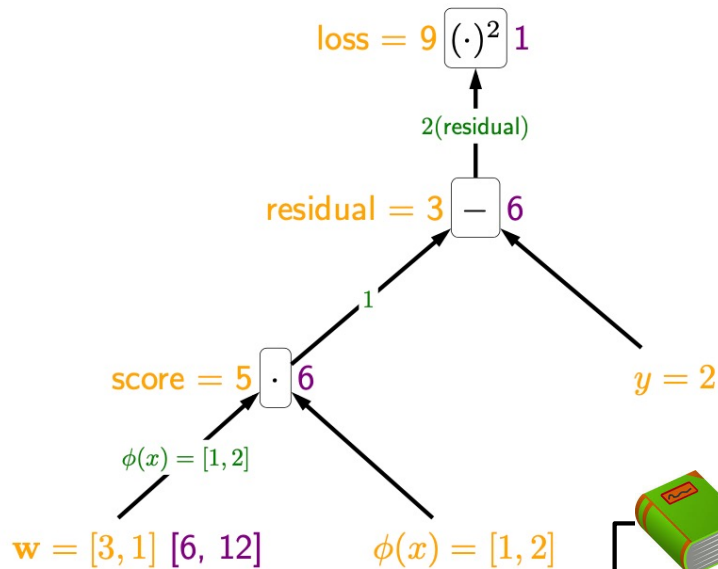 loss = 9 (·)² 1
2(residual)
residual = 3 − 6
1
score = 5 · 6
y = 2
ϕ(x) = [1, 2]
w = [3, 1] [6, 12]
ϕ(x) = [1, 2]